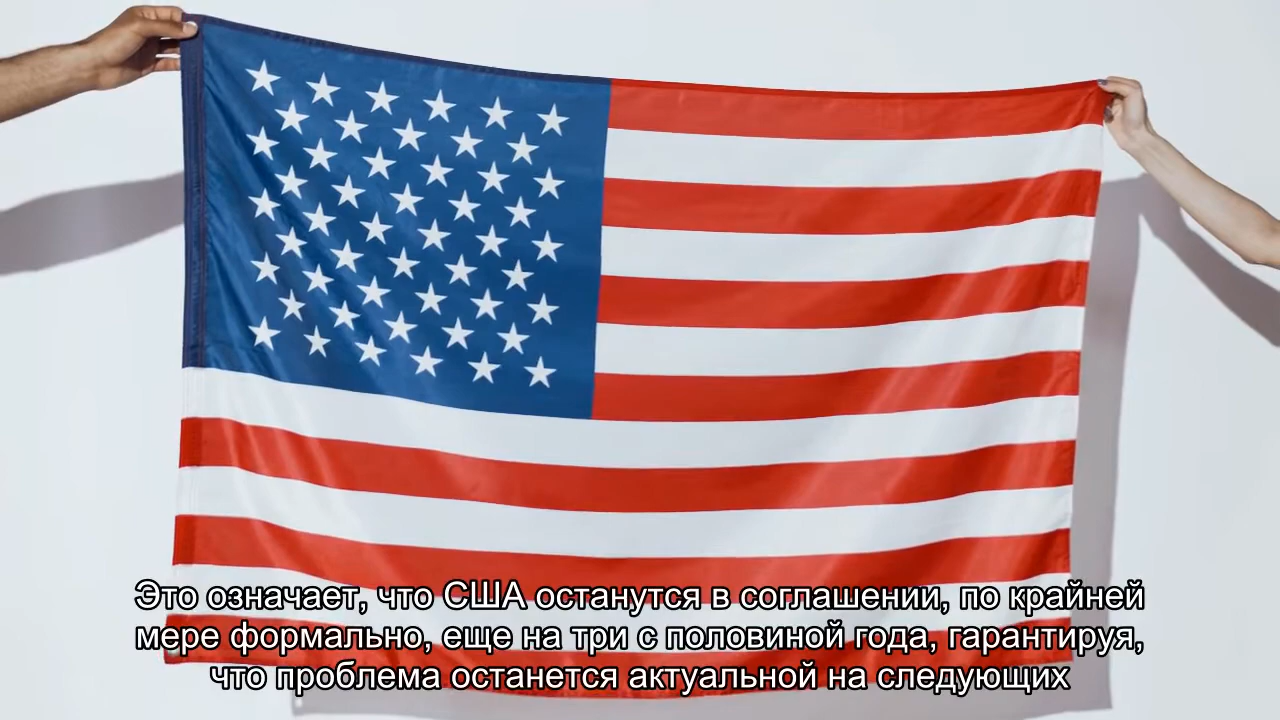 Это означает, что США останутся в соглашении, по крайней
мере формально, еще на три с половиной года, гарантируя,
что проблема останется актуальной на следующих